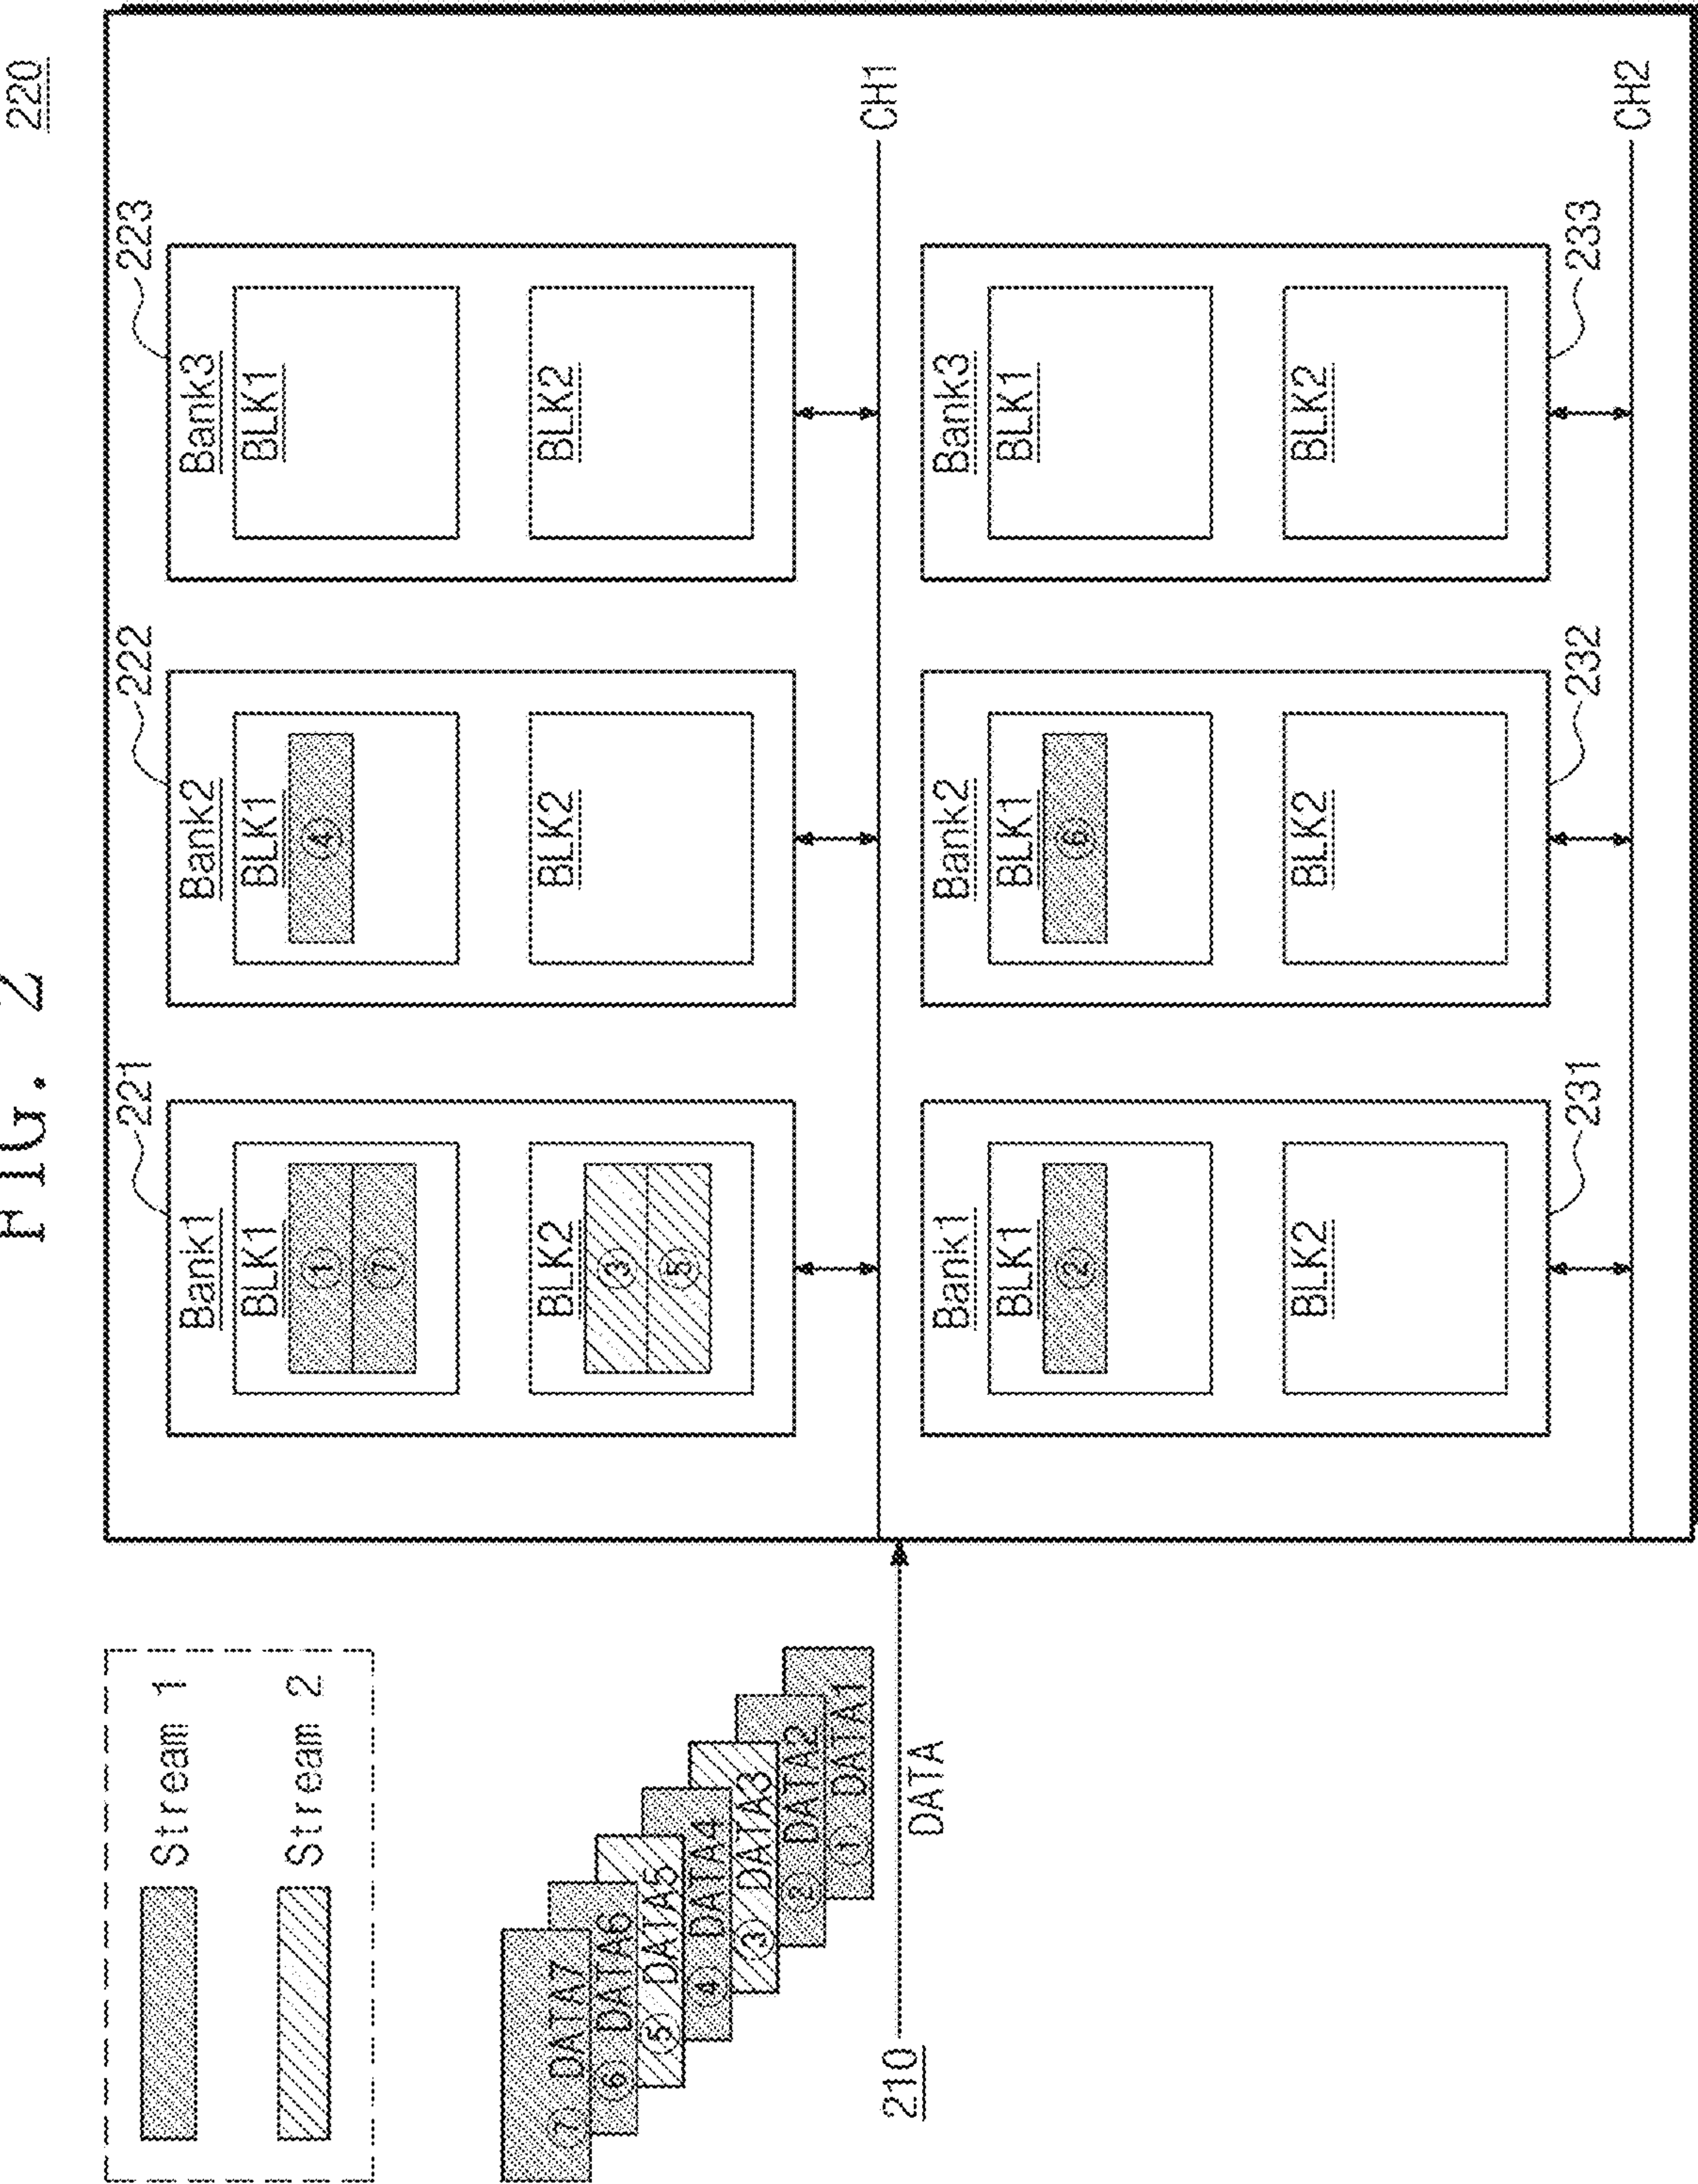 FIG. 2
220
Stream 1
Stream 2
⑦ DATA7
⑥ DATA6
⑤ DATA5
④ DATA4
③ DATA3
② DATA2
① DATA1
210
DATA
221
Bank1
BLK1
①
⑦
BLK2
③
⑤
222
Bank2
BLK1
④
BLK2
223
Bank3
BLK1
BLK2
CH1
Bank1
BLK1
②
BLK2
231
Bank2
BLK1
⑥
BLK2
232
Bank3
BLK1
BLK2
233
CH2